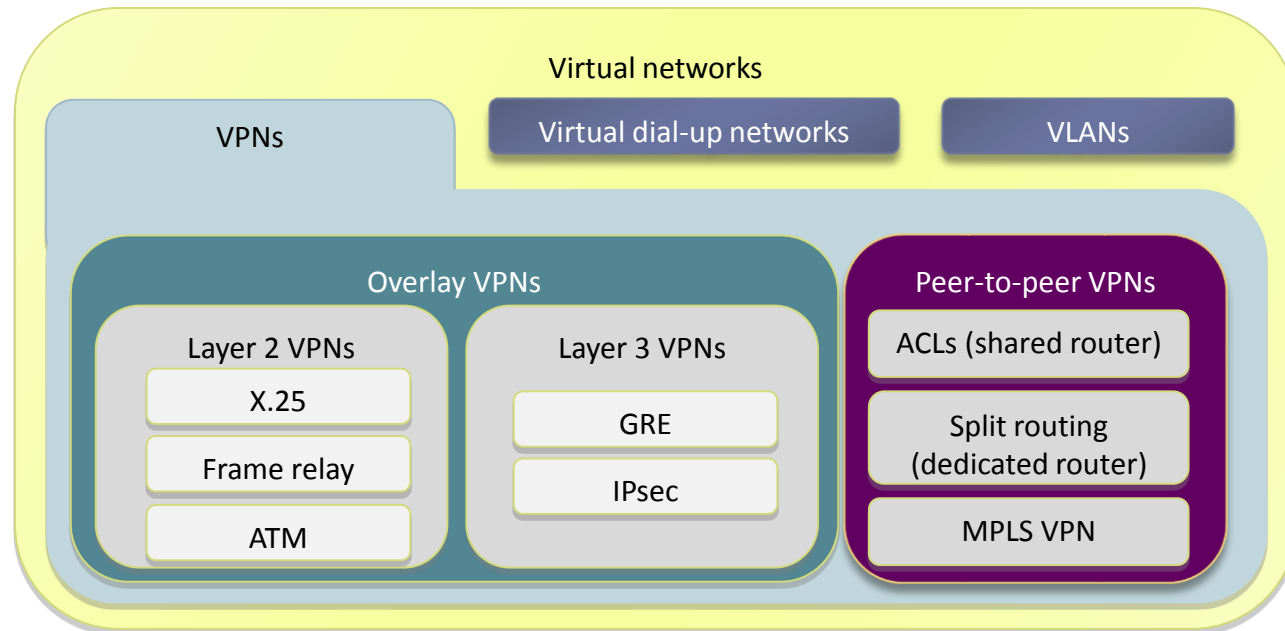 Virtual networks
VPNs
Virtual dial-up networks
VLANs
Overlay VPNs
Layer 2 VPNs
X.25
Frame relay
ATM
Layer 3 VPNs
GRE
IPsec
Peer-to-peer VPNs
ACLs (shared router)
Split routing
(dedicated router)
MPLS VPN